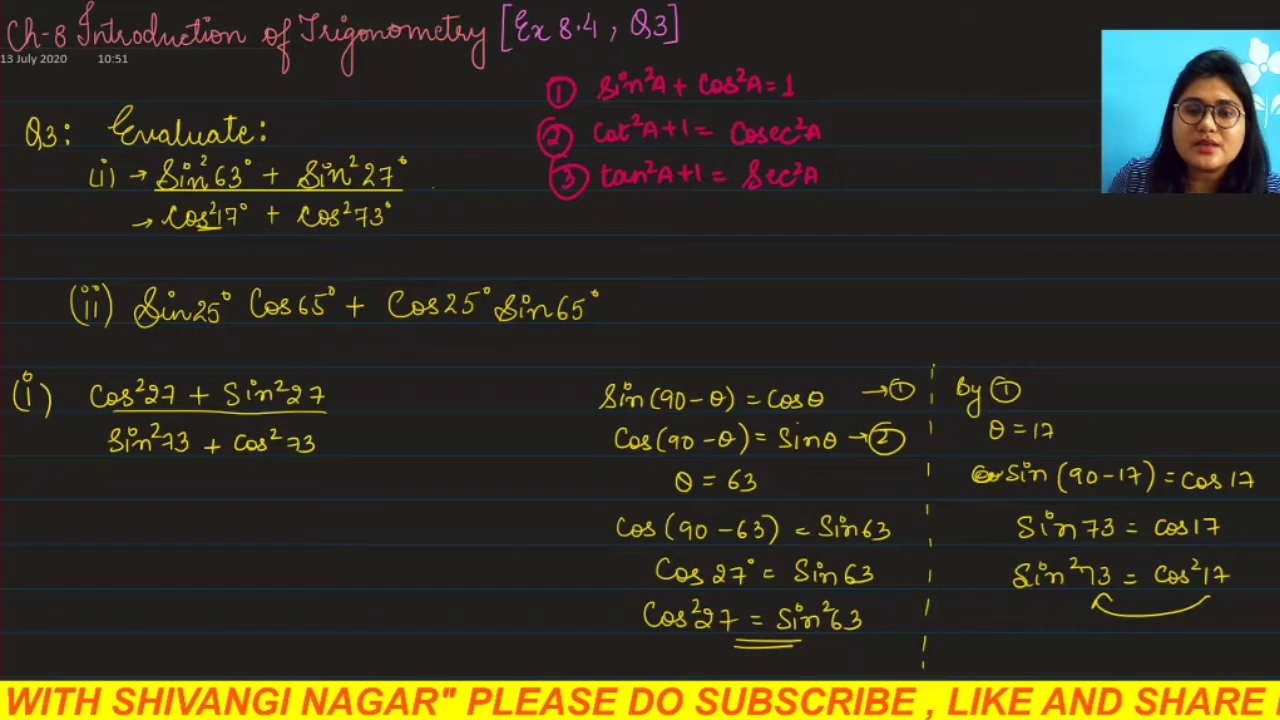 Ch-8 Introduction of Trigonometry [Ex 8.4, Q3]
13 July 2020 10:51
① Sin²A + Cos²A = 1
② Cot²A + 1 = Cosec²A
③ tan²A + 1 = Sec²A
Q3: Evaluate:
(i) → Sin²63° + Sin²27°
→ Cos²17° + Cos²73°
(ii) Sin25° Cos65° + Cos25° Sin65°
(i) Cos²27 + Sin²27
Sin²73 + Cos²73
Sin(90-θ) = Cosθ → ①
Cos(90-θ) = Sinθ → ②
θ = 63
Cos(90-63) = Sin63
Cos27° = Sin63
Cos²27 = Sin²63
By ①
θ = 17
Sin(90-17) = Cos17
Sin73 = Cos17
Sin²73 = Cos²17
WITH SHIVANGI NAGAR" PLEASE DO SUBSCRIBE , LIKE AND SHARE